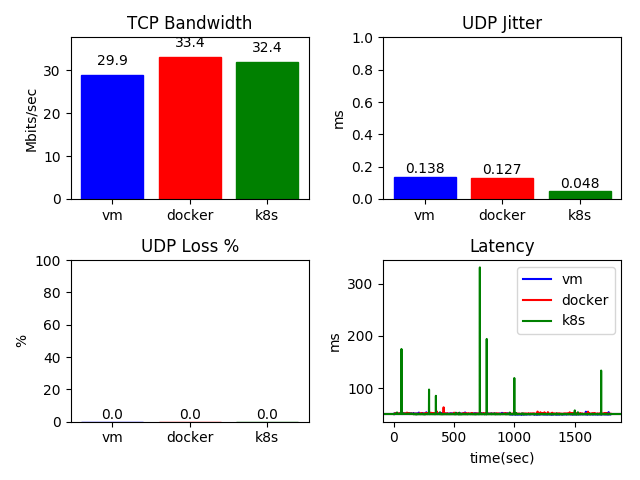 TCP Bandwidth
29.9
33.4
32.4
Mbits/sec
30
20
10
0
vm
docker
k8s
UDP Jitter
ms
1.0
0.8
0.6
0.4
0.2
0.0
0.138
0.127
0.048
vm
docker
k8s
UDP Loss %
%
100
80
60
40
20
0
0.0
0.0
0.0
vm
docker
k8s
Latency
ms
300
200
100
vm
docker
k8s
0
500
1000
1500
time(sec)